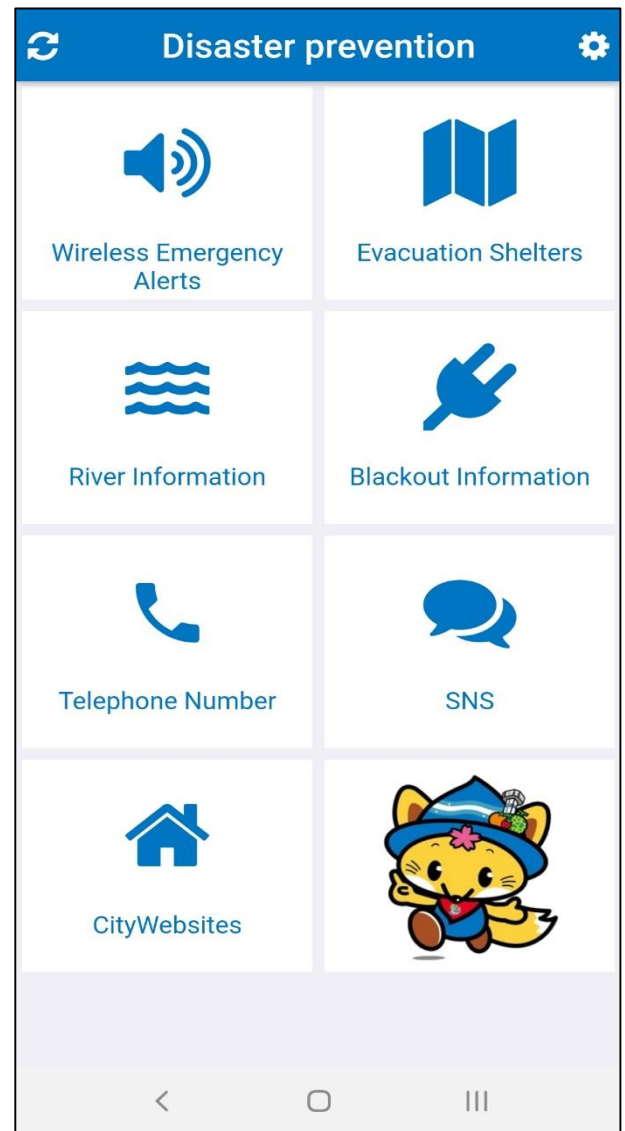 Disaster prevention
Wireless Emergency
Alerts
Evacuation Shelters
River Information
Blackout Information
Telephone Number
SNS
CityWebsites